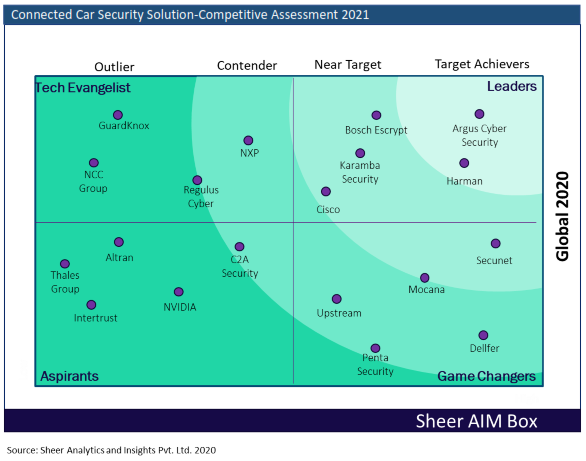 Connected Car Security Solution-Competitive Assessment 2021
Outlier
Contender
Near Target
Target Achievers
Tech Evangelist
Leaders
GuardKnox
Bosch Escrypt
Argus Cyber
Security
NXP
Karamba
Security
NCC
Group
Harman
Regulus
Cyber
Cisco
Global 2020
Altran
C2A
Security
Secunet
Thales
Group
Mocana
NVIDIA
Intertrust
Upstream
Penta
Security
Dellfer
Aspirants
Game Changers
Sheer AIM Box
Source: Sheer Analytics and Insights Pvt. Ltd. 2020